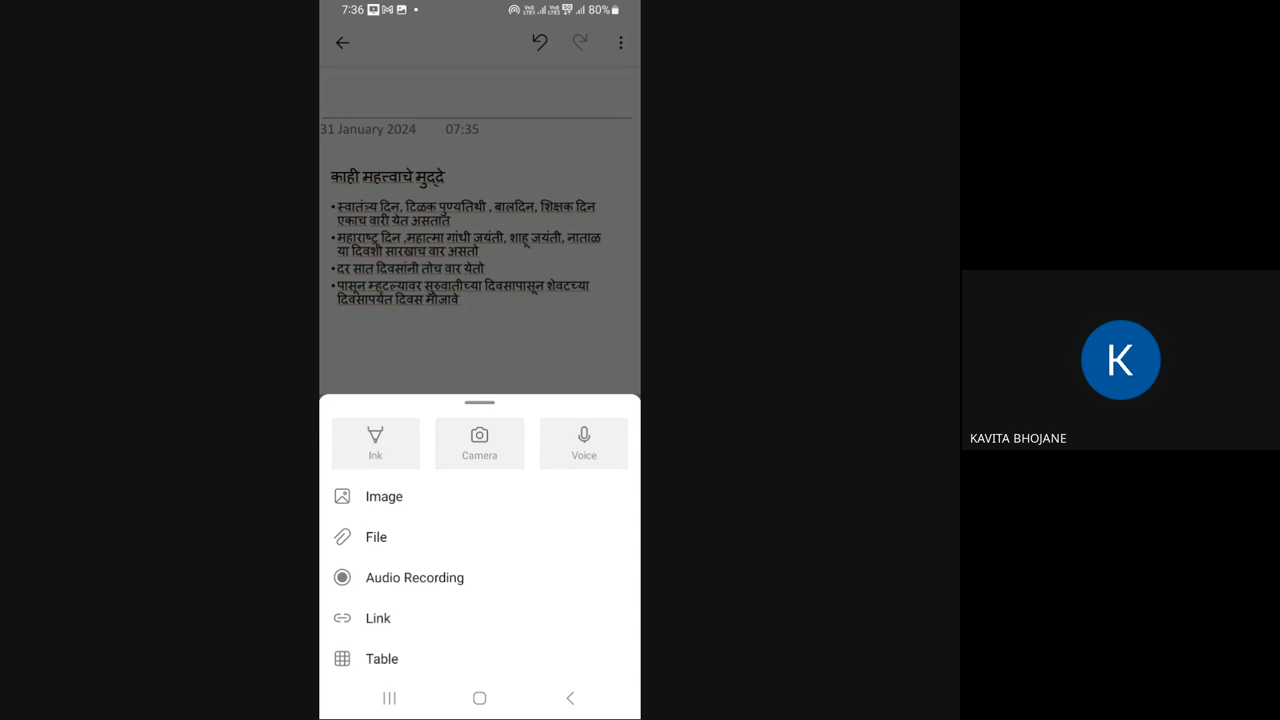 7:36
80%
31 January 2024 07:35
काही महत्त्वाचे मुद्दे
•स्वातंत्र्य दिन, टिळक पुण्यतिथी , बालदिन, शिक्षक दिन
एकाच वारी येत असतात
•महाराष्ट्र दिन ,महात्मा गांधी जयंती, शाहू जयंती, नाताळ
या दिवशी सारखाच वार असतो
•दर सात दिवसांनी तोच वार येतो
•पासून म्हटल्यावर सुरुवातीच्या दिवसापासून शेवटच्या
दिवसापर्यंत दिवस मोजावे
Ink Camera Voice
Image
File
Audio Recording
Link
Table
K
KAVITA BHOJANE